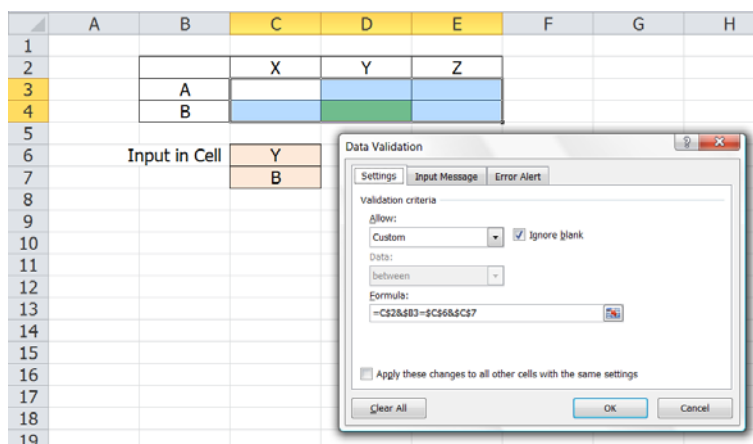 A B C D E F G H
1
2 X Y Z
3 A
4 B
5
6 Input in Cell Y
7 B
8
9
10
11
12
13
14
15
16
17
18
19
Data Validation
Settings Input Message Error Alert
Validation criteria
Allow:
Custom Ignore blank
Data:
between
Formula:
=C$2&$B3=$C$6&$C$7
Apply these changes to all other cells with the same settings
Clear All OK Cancel